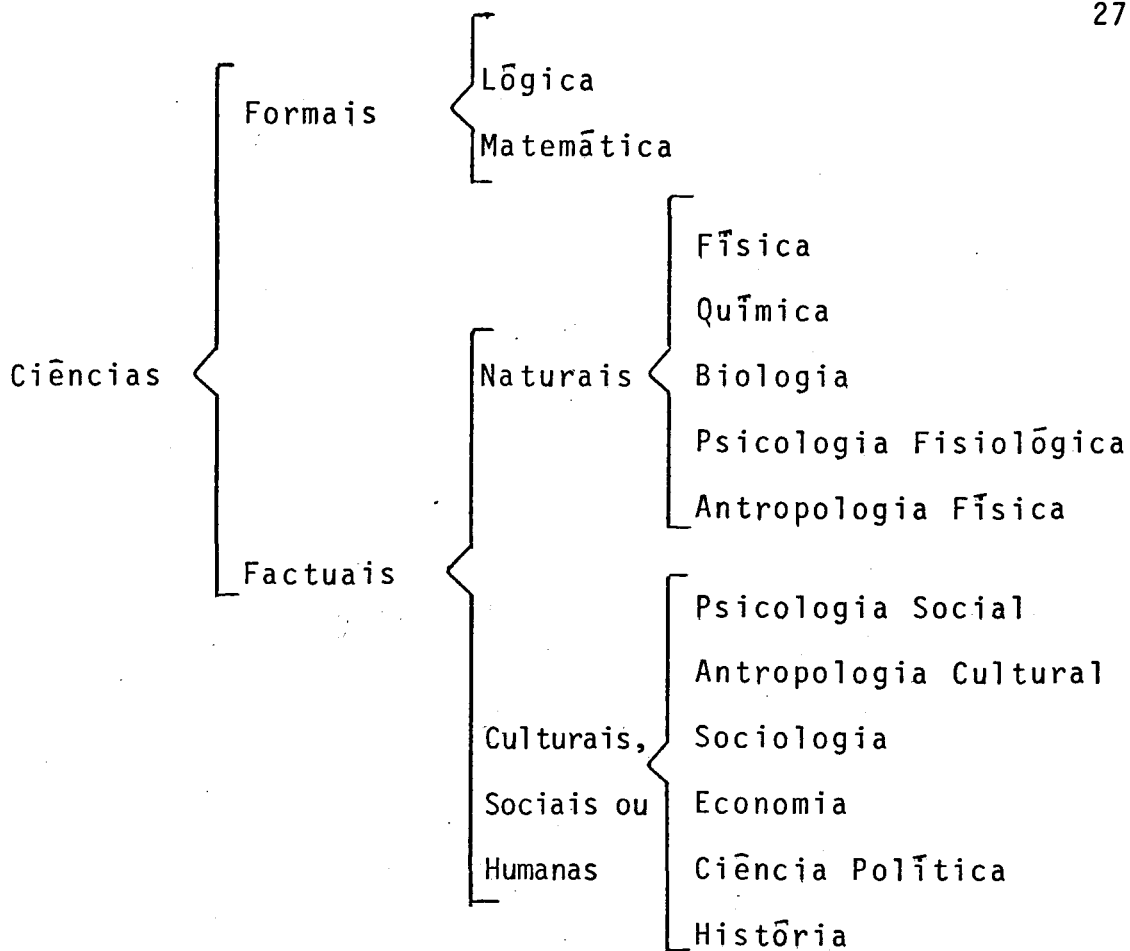 27
Ciências
Formais
Lógica
Matemática
Factuais
Naturais
Física
Química
Biologia
Psicologia Fisiológica
Antropologia Física
Culturais,
Sociais ou
Humanas
Psicologia Social
Antropologia Cultural
Sociologia
Economia
Ciência Política
História